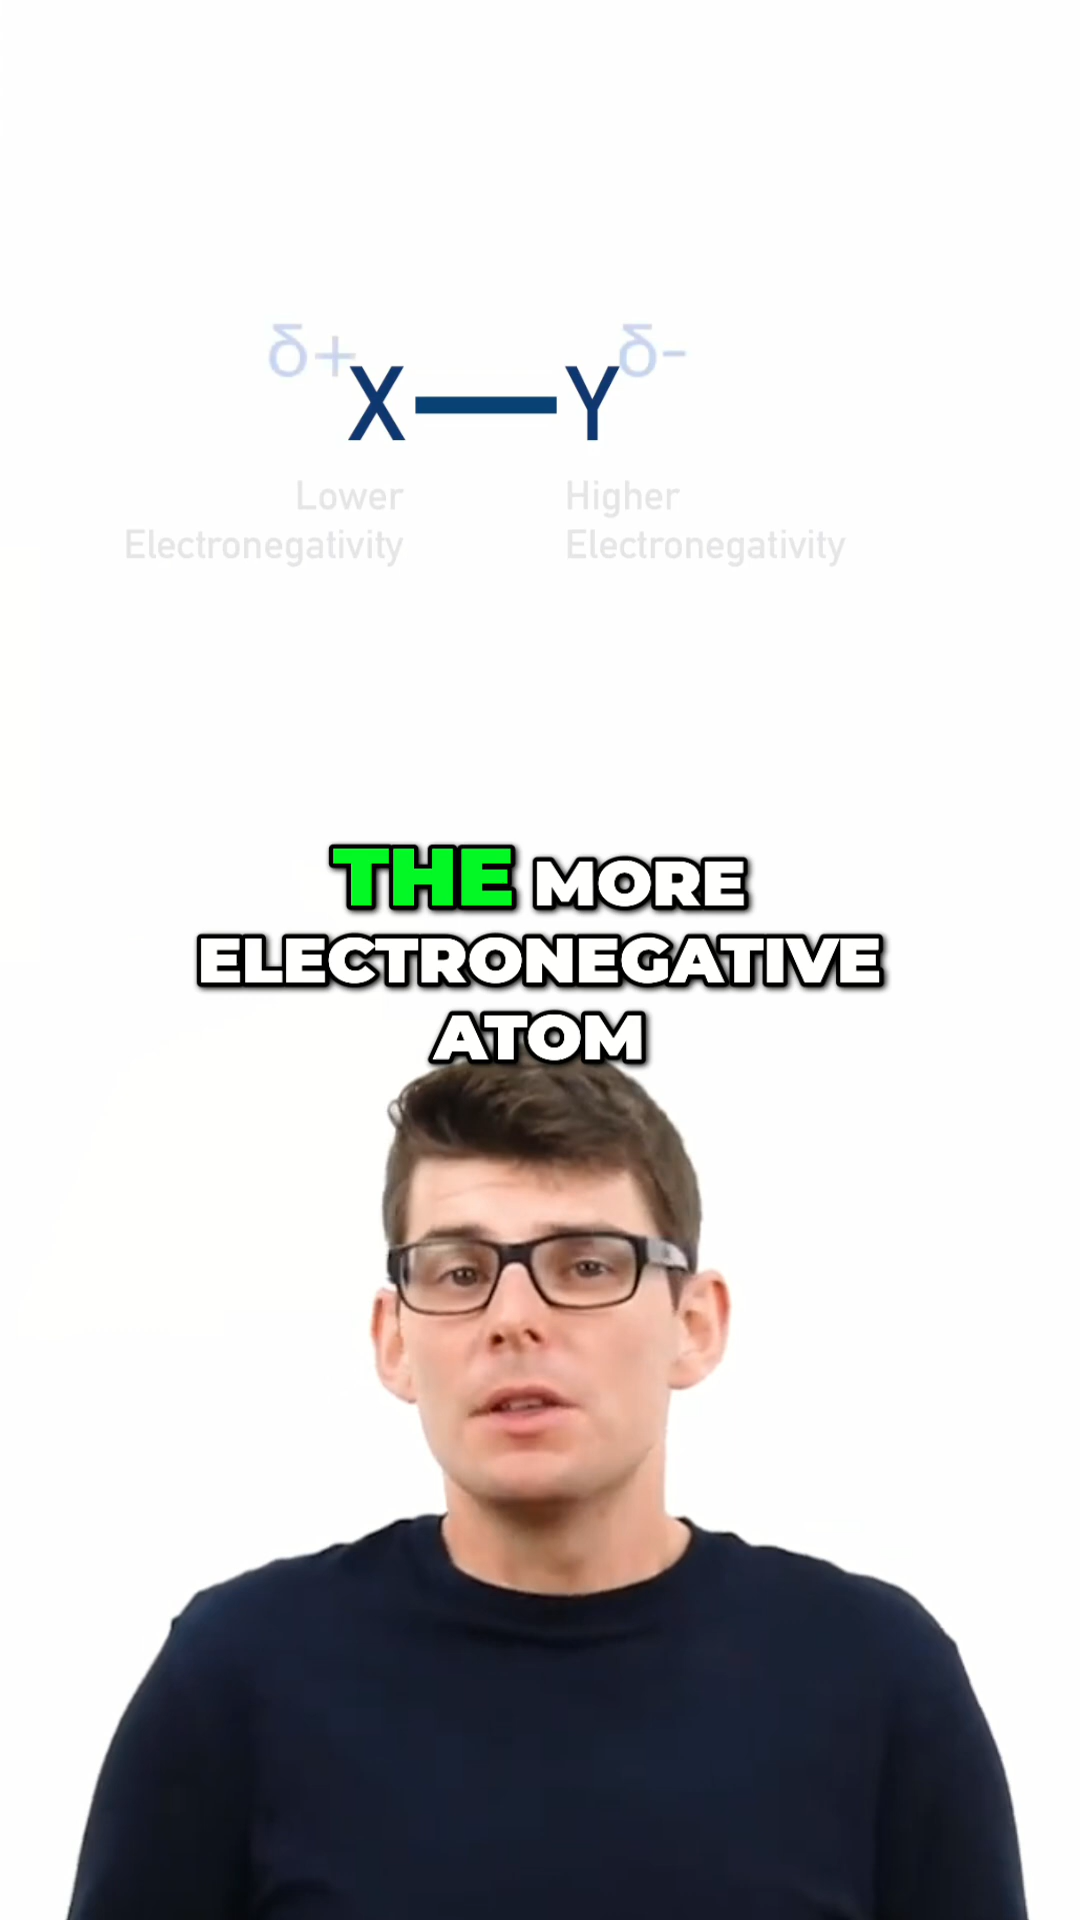 δ+ X — Y δ-
Lower Higher
Electronegativity Electronegativity
THE MORE
ELECTRONEGATIVE
ATOM